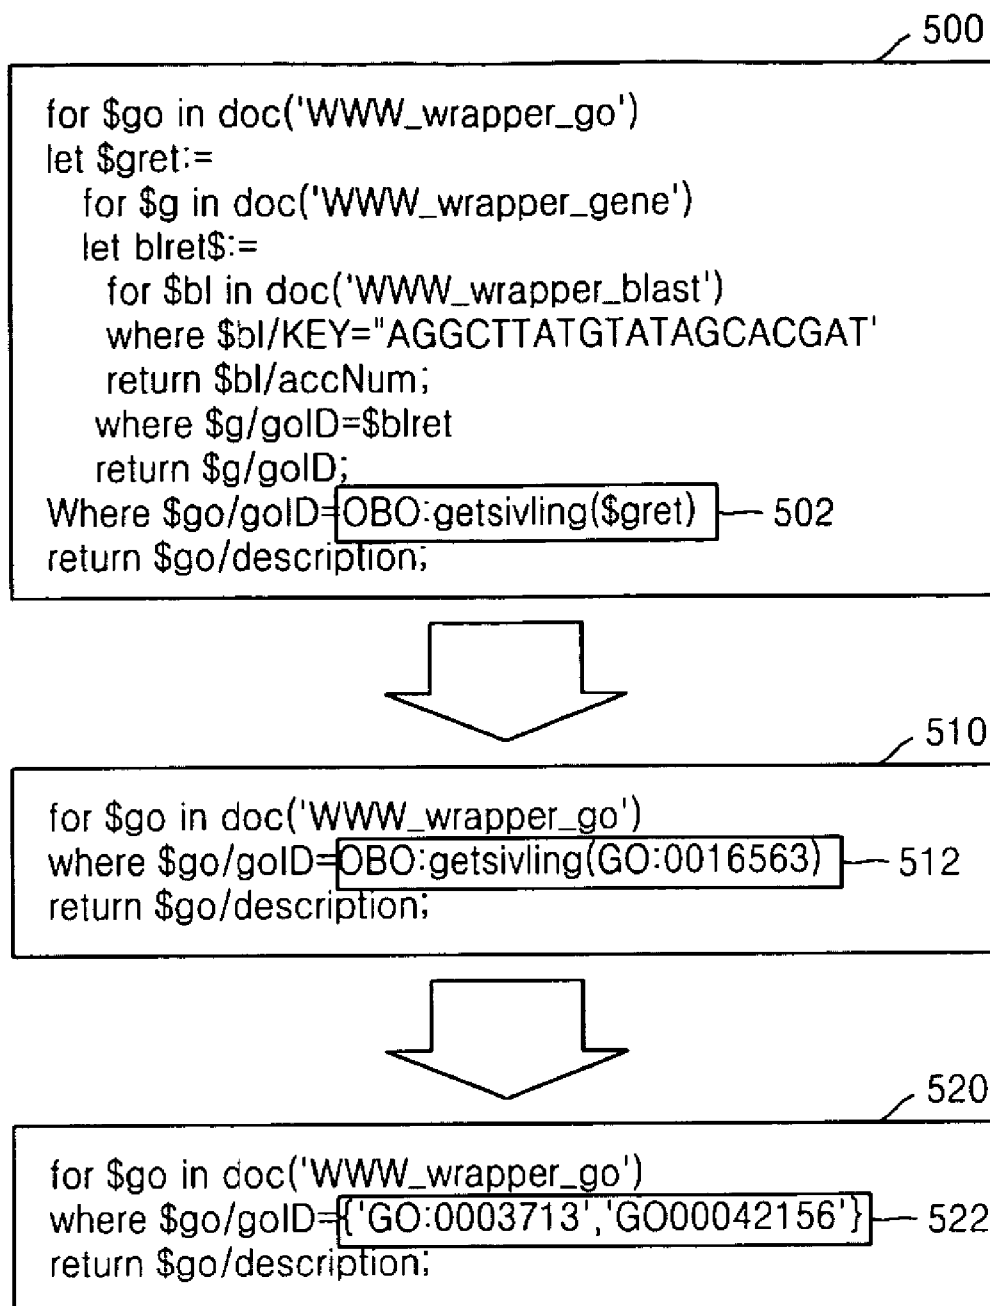 500
for $go in doc('WWW_wrapper_go')
let $gret:=
for $g in doc('WWW_wrapper_gene')
let blret$:=
for $bl in doc('WWW_wrapper_blast')
where $bl/KEY="AGGCTTATGTATAGCACGAT'
return $bl/accNum;
where $g/goID=$blret
return $g/goID;
Where $go/goID=OBO:getsivling($gret) 502
return $go/description;
510
for $go in doc('WWW_wrapper_go')
where $go/goID=OBO:getsivling(GO:0016563) 512
return $go/description;
520
for $go in doc('WWW_wrapper_go')
where $go/goID={'GO:0003713','GO00042156'} 522
return $go/description;